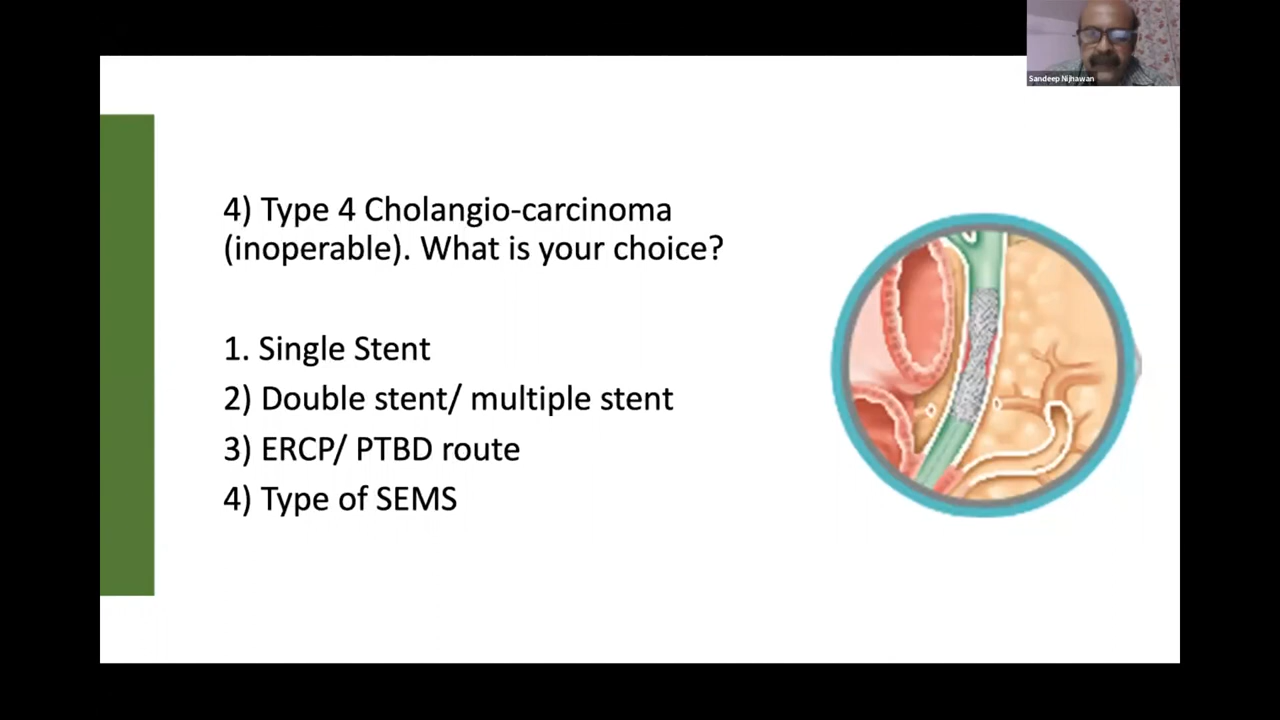 Sandeep Nijhawan
4) Type 4 Cholangio-carcinoma
(inoperable). What is your choice?
1. Single Stent
2) Double stent/ multiple stent
3) ERCP/ PTBD route
4) Type of SEMS